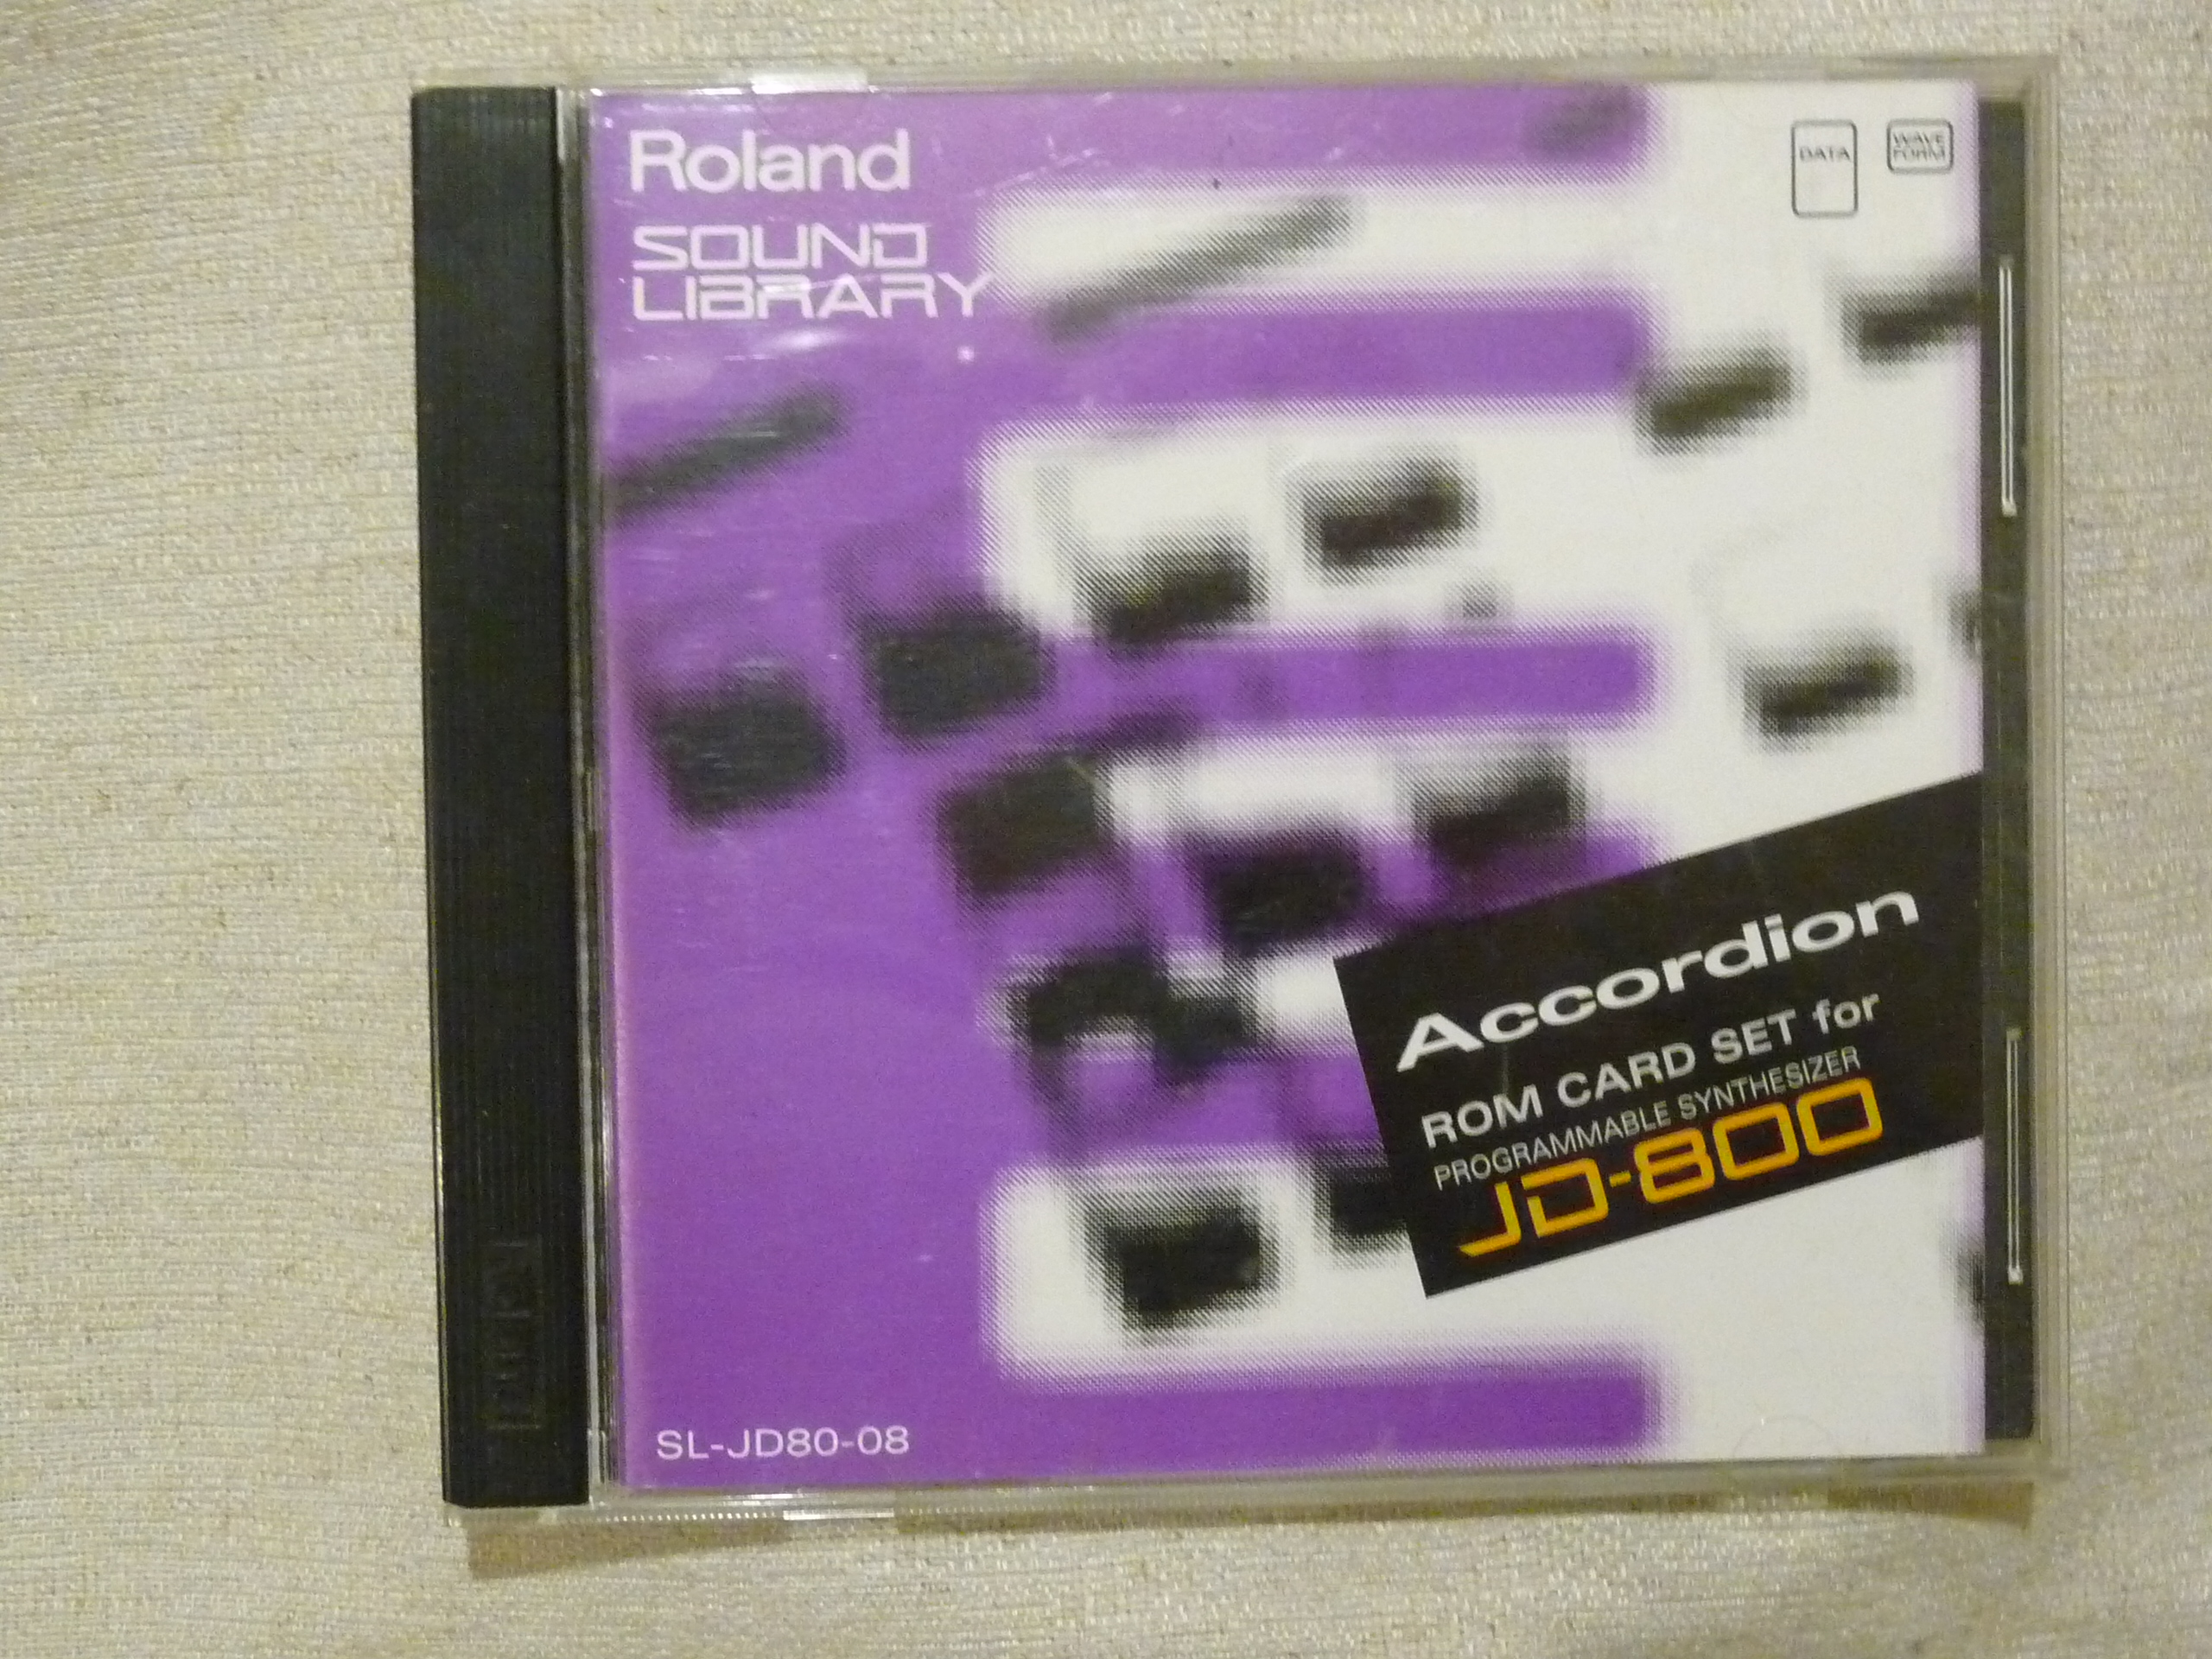 Roland
SOUND
LIBRARY
DATA
WAVE
FORM
Accordion
ROM CARD SET for
PROGRAMMABLE SYNTHESIZER
JD-800
SL-JD80-08